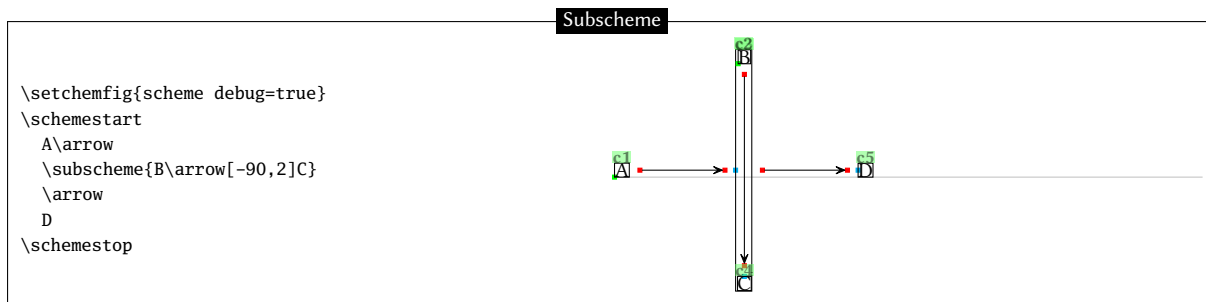 Subscheme
\setchemfig{scheme debug=true}
\schemestart
A\arrow
\subscheme{B\arrow[-90,2]C}
\arrow
D
\schemestop
c2
B
c1
A
c5
D
c4
C